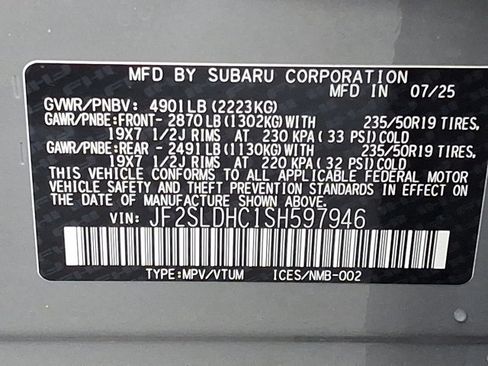 MFD BY SUBARU CORPORATION
MFD IN 07/25
GVWR/PNBV: 4901LB (2223KG)
GAWR/PNBE:FRONT- 2870LB (1302KG)WITH 235/50R19 TIRES.
19X7 1/2J RIMS AT 230 KPA (33 PSI)COLD
GAWR/PNBE:REAR - 2491LB (1130KG)WITH 235/50R19 TIRES.
19X7 1/2J RIMS AT 220 KPA (32 PSI)COLD
THIS VEHICLE CONFORMS TO ALL APPLICABLE FEDERAL MOTOR
VEHICLE SAFETY AND THEFT PREVENTION STANDARDS IN EFFECT ON
THE DATE OF MANUFACTURE SHOWN ABOVE.
VIN: JF2SLDHC1SH597946
TYPE:MPV/VTUM ICES/NMB-002